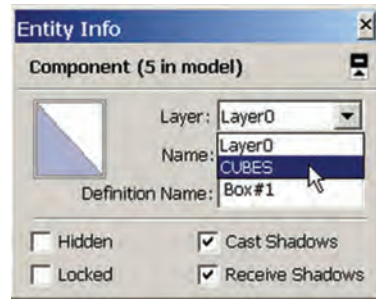 Entity Info
Component (5 in model)
Layer: Layer0
Layer0
Name: CUBES
Definition Name: Box#1
Hidden Cast Shadows
Locked Receive Shadows